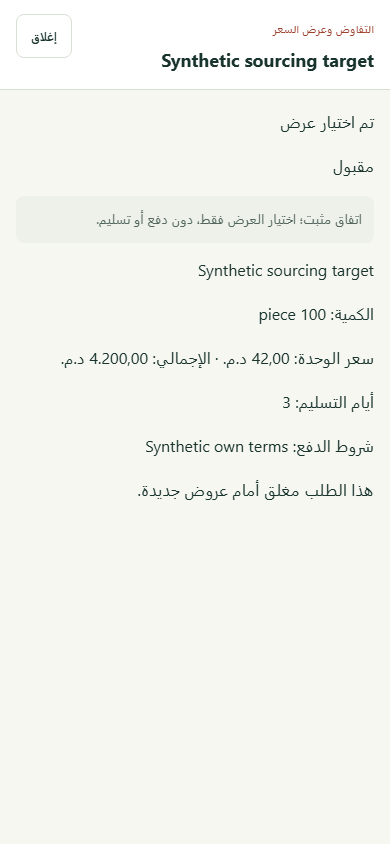 التفاوض وعرض السعر
Synthetic sourcing target
إغلاق
تم اختيار عرض
مقبول
اتفاق مثبت؛ اختيار العرض فقط، دون دفع أو تسليم.
Synthetic sourcing target
الكمية: 100 piece
سعر الوحدة: 42,00 د.م. · الإجمالي: 4.200,00 د.م.
أيام التسليم: 3
شروط الدفع: Synthetic own terms
هذا الطلب مغلق أمام عروض جديدة.